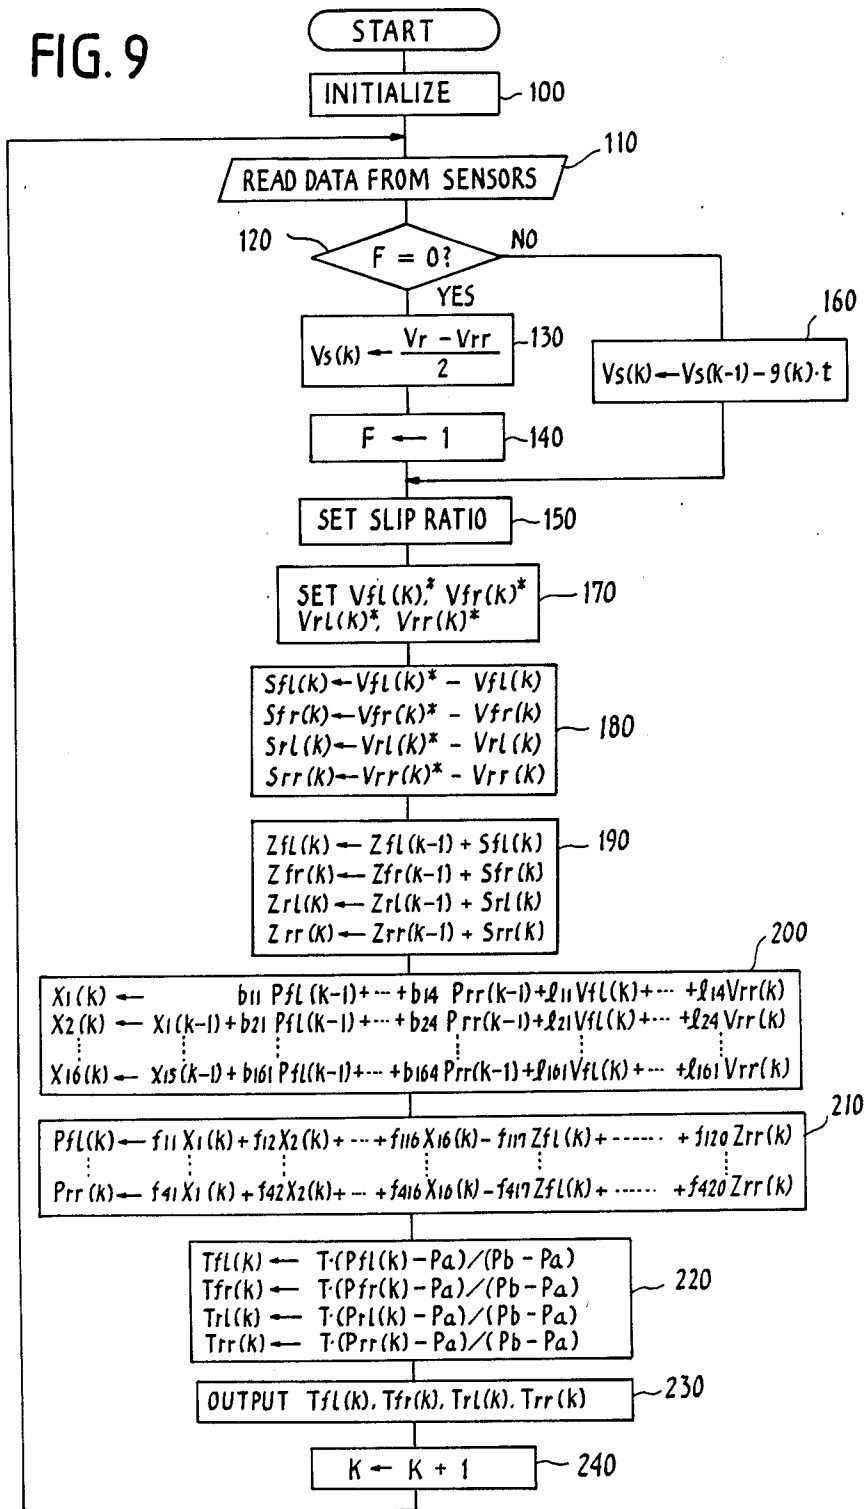 FIG. 9
START
INITIALIZE
100
READ DATA FROM SENSORS
110
120
F = 0?
NO
YES
Vs(k) ← Vr - Vrr / 2
130
160
Vs(k) ← Vs(k-1) - g(k)·t
F ← 1
140
SET SLIP RATIO
150
SET Vfl(k),* Vfr(k)*
Vrl(k)*, Vrr(k)*
170
Sfl(k) ← Vfl(k)* - Vfl(k)
Sfr(k) ← Vfr(k)* - Vfr(k)
Srl(k) ← Vrl(k)* - Vrl(k)
Srr(k) ← Vrr(k)* - Vrr(k)
180
Zfl(k) ← Zfl(k-1) + Sfl(k)
Zfr(k) ← Zfr(k-1) + Sfr(k)
Zrl(k) ← Zrl(k-1) + Srl(k)
Zrr(k) ← Zrr(k-1) + Srr(k)
190
200
X1(k) ← b11 Pfl(k-1) + ··· + b14 Prr(k-1) + ℓ11 Vfl(k) + ··· + ℓ14 Vrr(k)
X2(k) ← X1(k-1) + b21 Pfl(k-1) + ··· + b24 Prr(k-1) + ℓ21 Vfl(k) + ··· + ℓ24 Vrr(k)
X16(k) ← X15(k-1) + b161 Pfl(k-1) + ··· + b164 Prr(k-1) + ℓ161 Vfl(k) + ··· + ℓ161 Vrr(k)
210
Pfl(k) ← f11 X1(k) + f12 X2(k) + ··· + f116 X16(k) - f117 Zfl(k) + ······ + f120 Zrr(k)
Prr(k) ← f41 X1(k) + f42 X2(k) + ··· + f416 X16(k) - f417 Zfl(k) + ······ + f420 Zrr(k)
Tfl(k) ← T·(Pfl(k) - Pa)/(Pb - Pa)
Tfr(k) ← T·(Pfr(k) - Pa)/(Pb - Pa)
Trl(k) ← T·(Prl(k) - Pa)/(Pb - Pa)
Trr(k) ← T·(Prr(k) - Pa)/(Pb - Pa)
220
OUTPUT Tfl(k), Tfr(k), Trl(k), Trr(k)
230
K ← K + 1
240